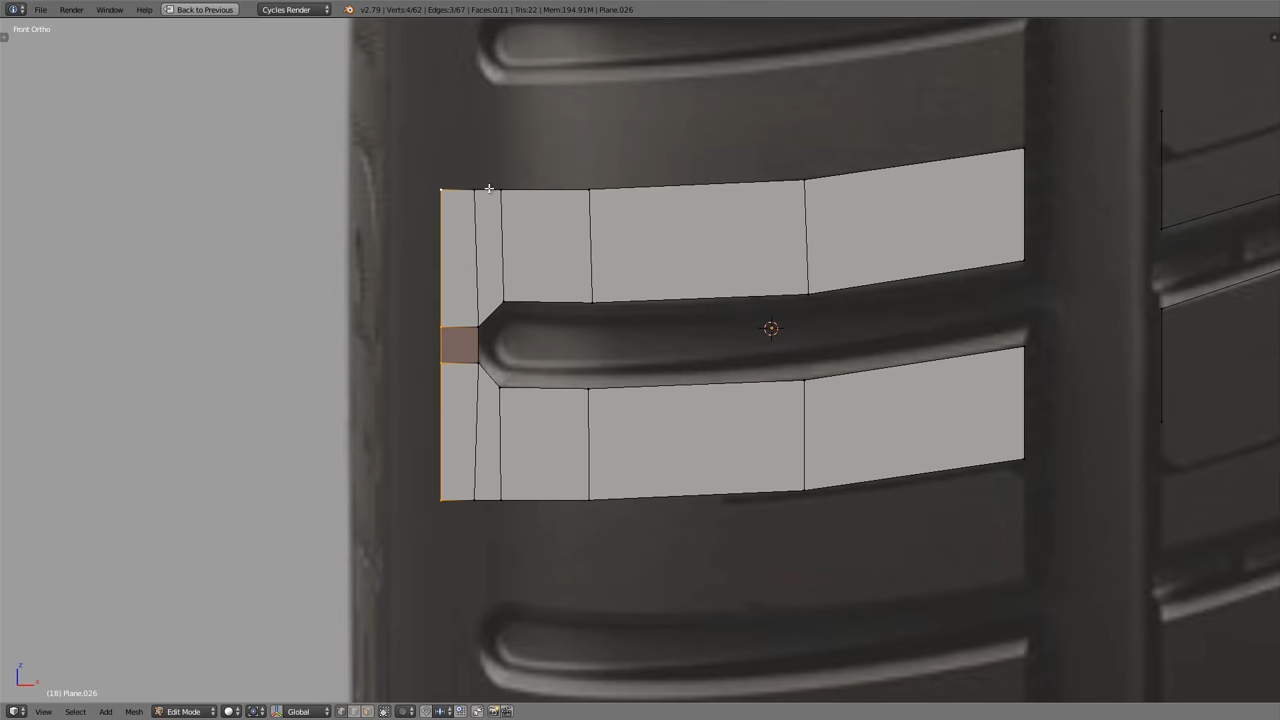 File Render Window Help Back to Previous Cycles Render v2.79 | Verts:4/62 | Edges:3/67 | Faces:0/11 | Tris:22 | Mem:194.91M | Plane.026
Front Ortho
z
x
(18) Plane.026
View Select Add Mesh Edit Mode Global